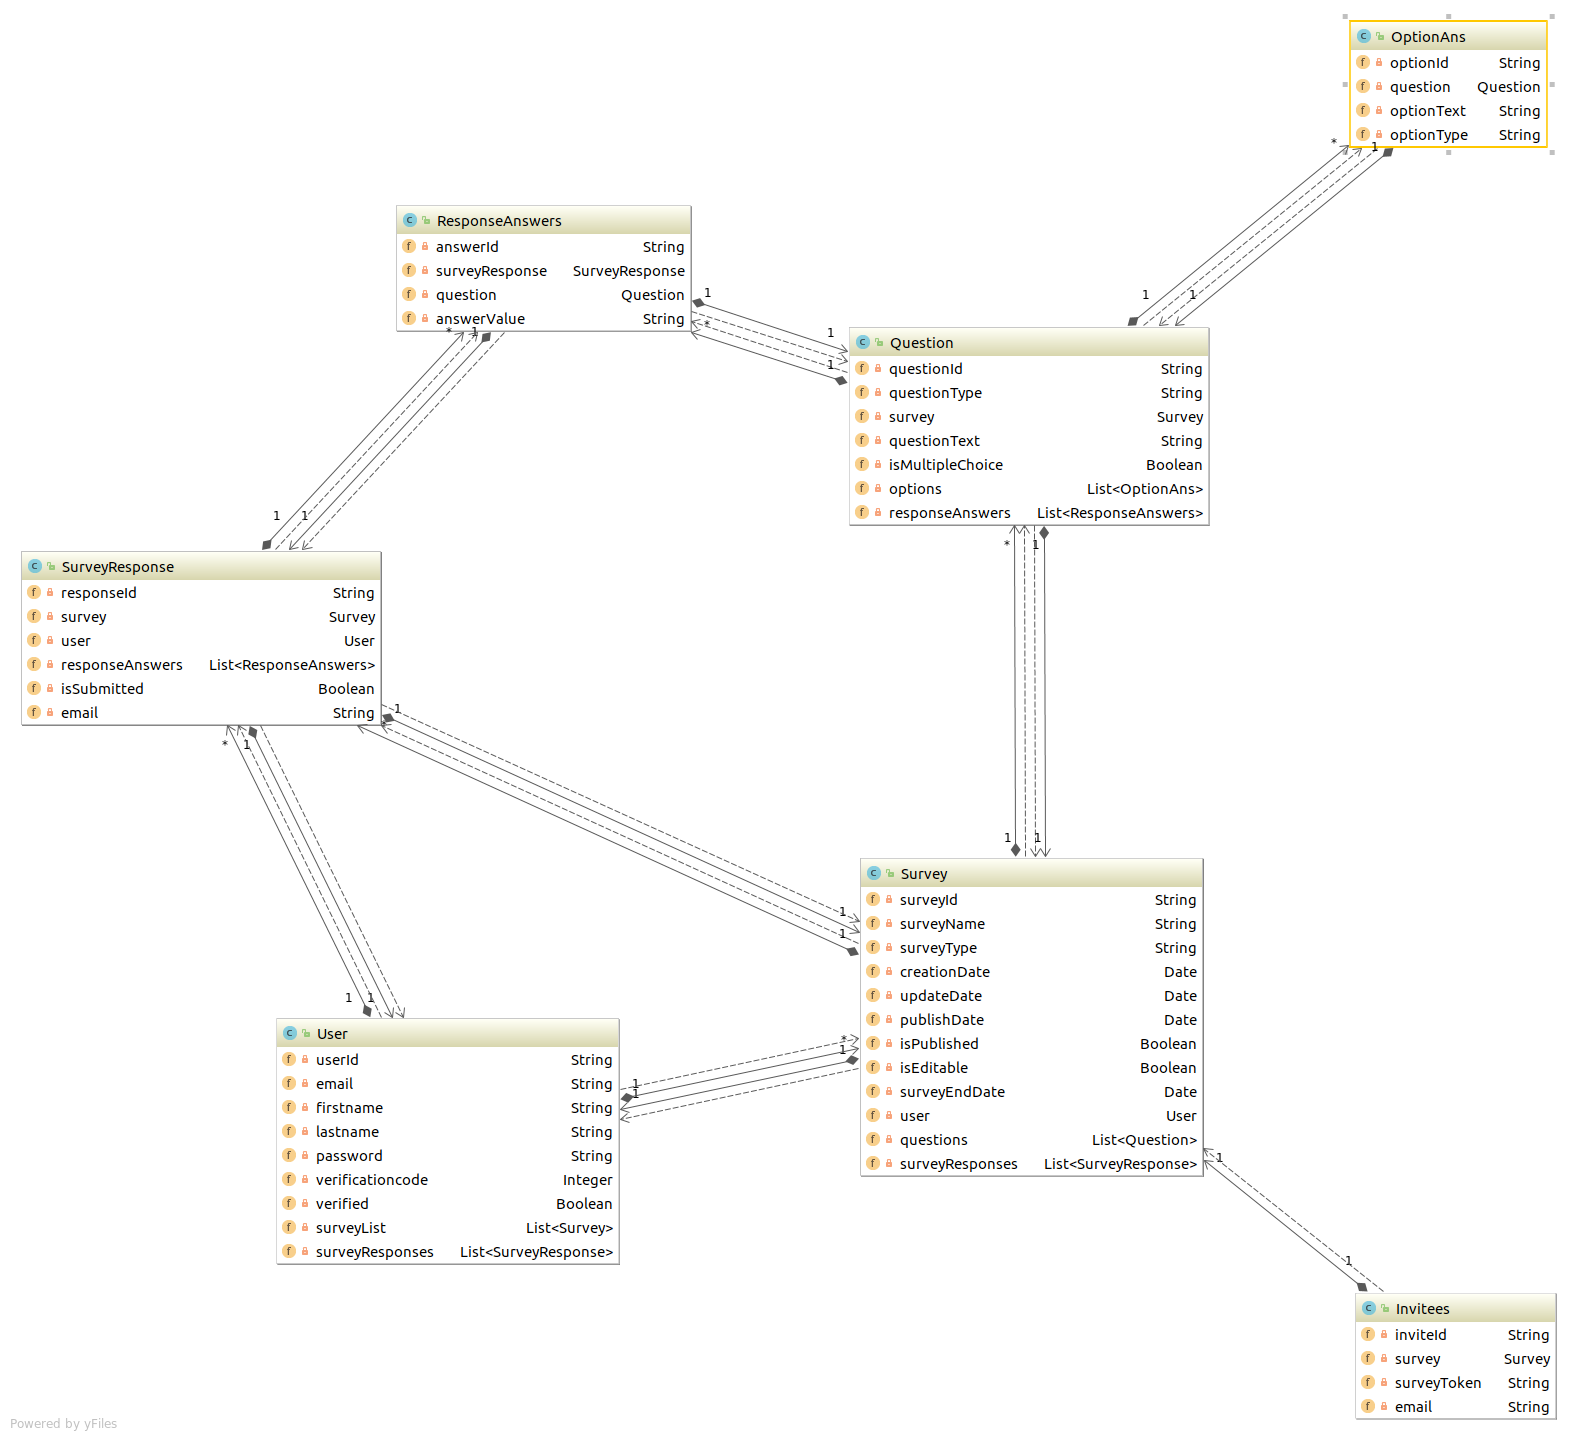 OptionAns
optionId String
question Question
optionText String
optionType String
* 1
1 1
ResponseAnswers
answerId String
surveyResponse SurveyResponse
question Question
answerValue String
* 1
1 1
1 1
* 1
Question
questionId String
questionType String
survey Survey
questionText String
isMultipleChoice Boolean
options List<OptionAns>
responseAnswers List<ResponseAnswers>
* 1
1 1
SurveyResponse
responseId String
survey Survey
user User
responseAnswers List<ResponseAnswers>
isSubmitted Boolean
email String
1
*
* 1
1 1
1
1
Survey
surveyId String
surveyName String
surveyType String
creationDate Date
updateDate Date
publishDate Date
isPublished Boolean
isEditable Boolean
surveyEndDate Date
user User
questions List<Question>
surveyResponses List<SurveyResponse>
User
userId String
email String
firstname String
lastname String
password String
verificationcode Integer
verified Boolean
surveyList List<Survey>
surveyResponses List<SurveyResponse>
1 *
1 1
1
1
Invitees
inviteId String
survey Survey
surveyToken String
email String
Powered by yFiles